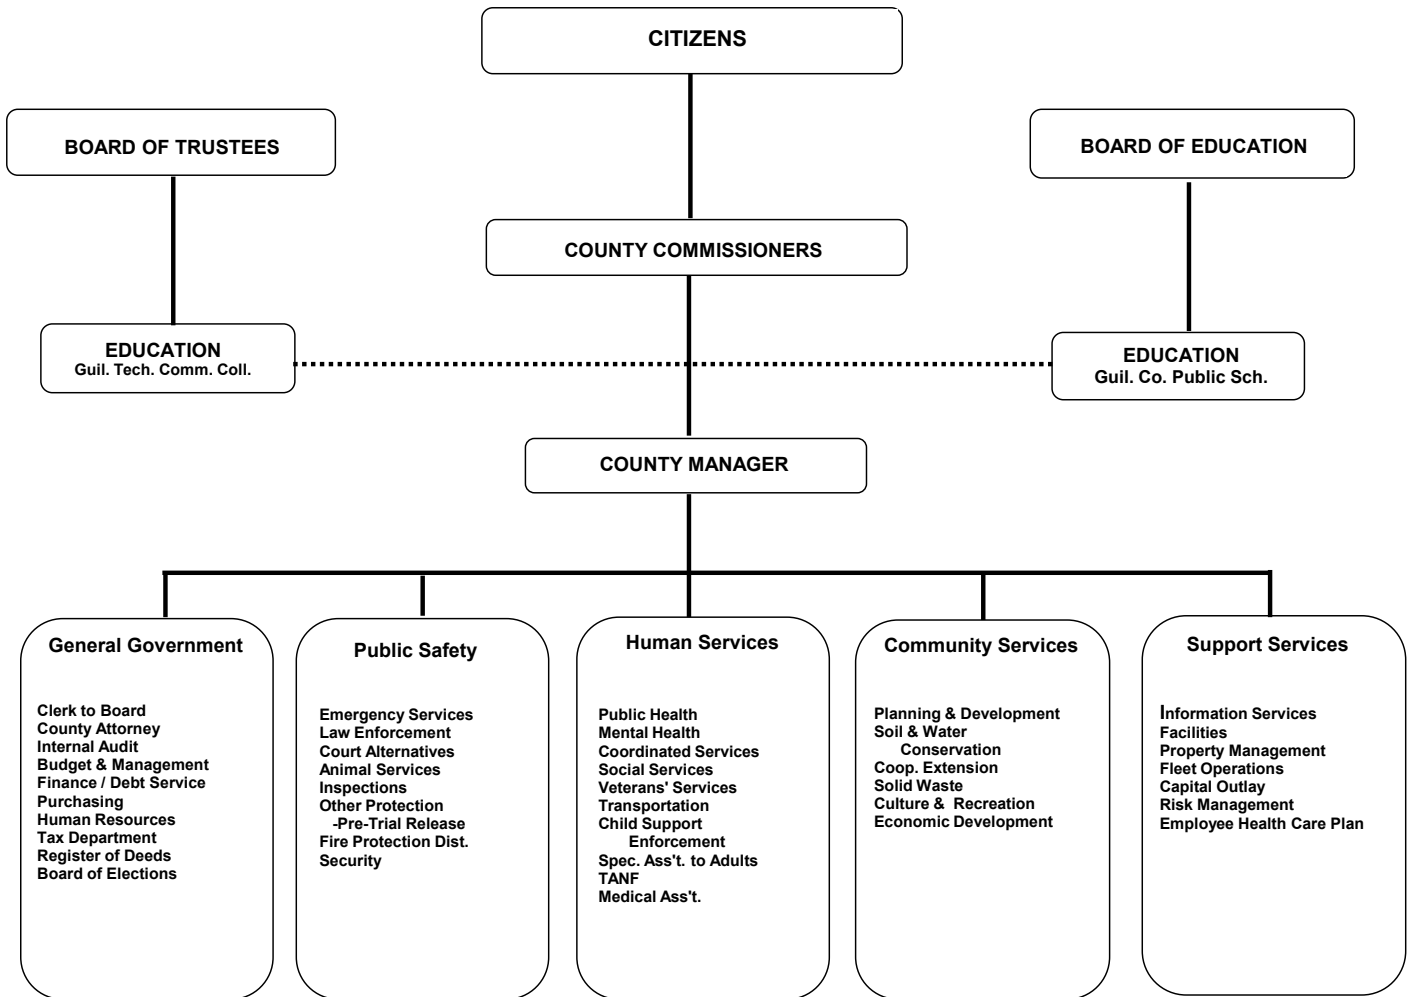 CITIZENS
BOARD OF TRUSTEES
BOARD OF EDUCATION
COUNTY COMMISSIONERS
EDUCATION
Guil. Tech. Comm. Coll.
EDUCATION
Guil. Co. Public Sch.
COUNTY MANAGER
General Government
Clerk to Board
County Attorney
Internal Audit
Budget & Management
Finance / Debt Service
Purchasing
Human Resources
Tax Department
Register of Deeds
Board of Elections
Public Safety
Emergency Services
Law Enforcement
Court Alternatives
Animal Services
Inspections
Other Protection
-Pre-Trial Release
Fire Protection Dist.
Security
Human Services
Public Health
Mental Health
Coordinated Services
Social Services
Veterans' Services
Transportation
Child Support
Enforcement
Spec. Ass't. to Adults
TANF
Medical Ass't.
Community Services
Planning & Development
Soil & Water
Conservation
Coop. Extension
Solid Waste
Culture & Recreation
Economic Development
Support Services
Information Services
Facilities
Property Management
Fleet Operations
Capital Outlay
Risk Management
Employee Health Care Plan